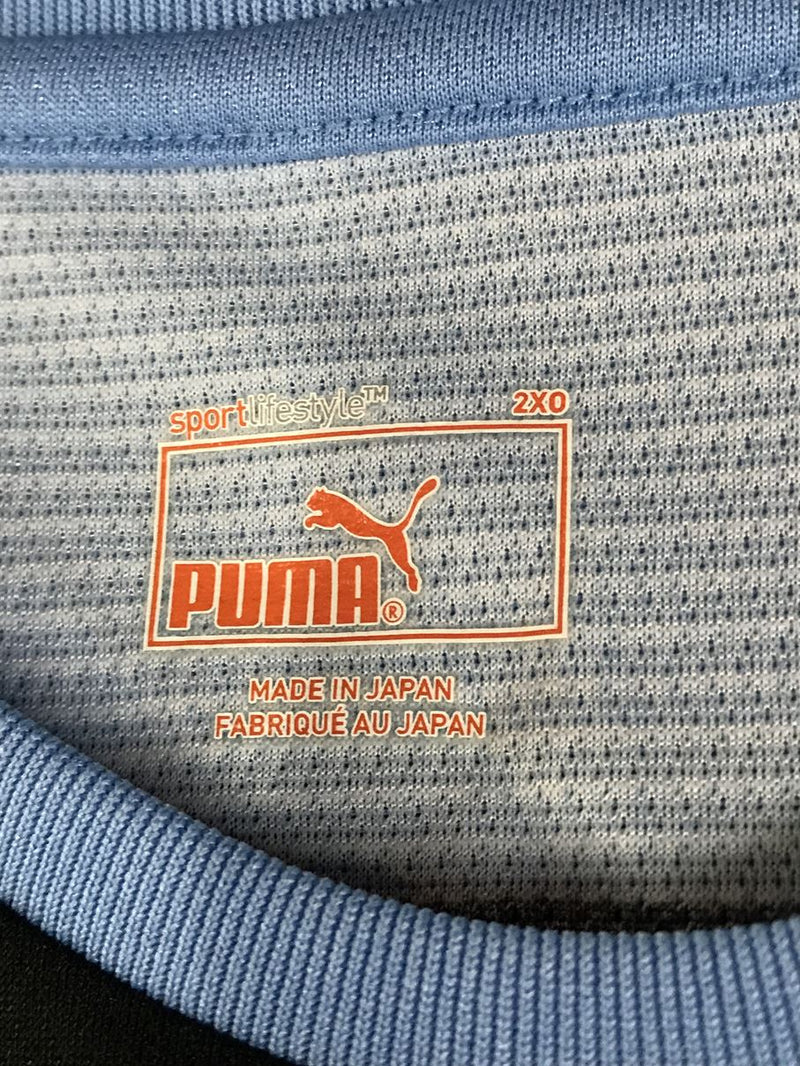 sportlifestyle™ 2XO
PUMA®
MADE IN JAPAN
FABRIQUÉ AU JAPAN